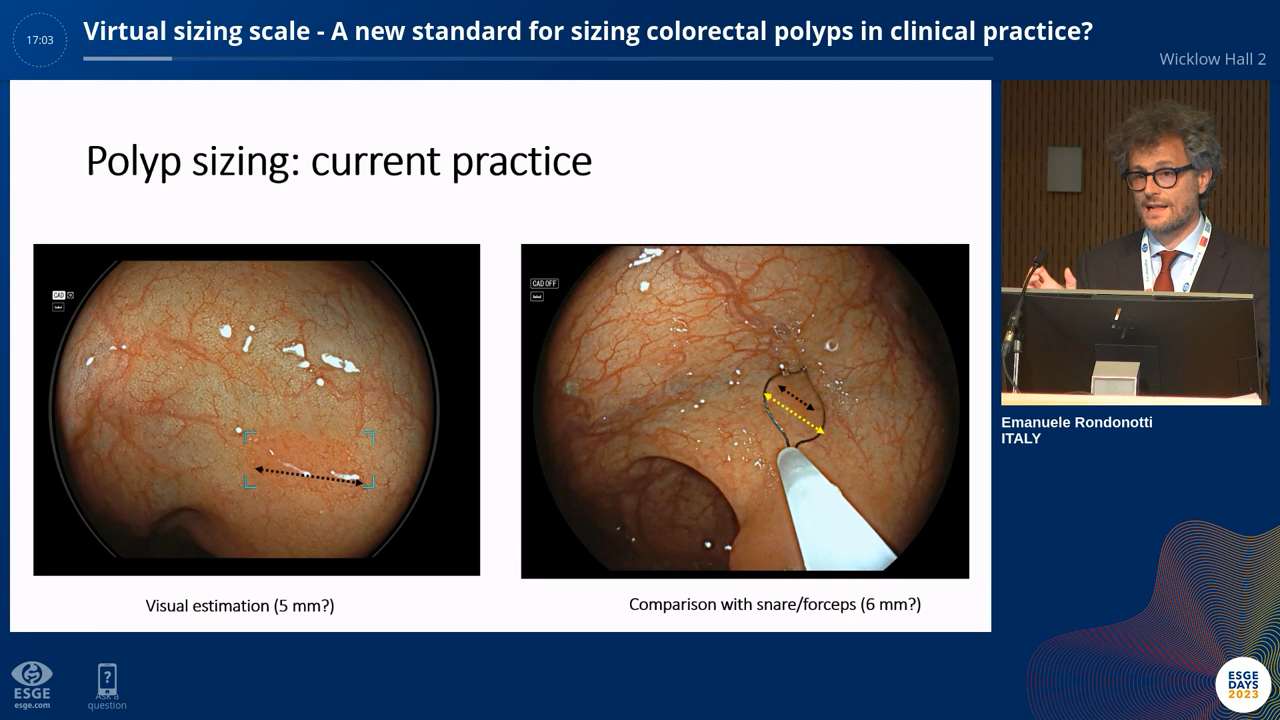 17:03
Virtual sizing scale - A new standard for sizing colorectal polyps in clinical practice?
Wicklow Hall 2
Polyp sizing: current practice
CAD
CAD OFF
Visual estimation (5 mm?)
Comparison with snare/forceps (6 mm?)
Emanuele Rondonotti
ITALY
ESGE
esge.com
?
Ask a
question
ESGE
DAYS
2023